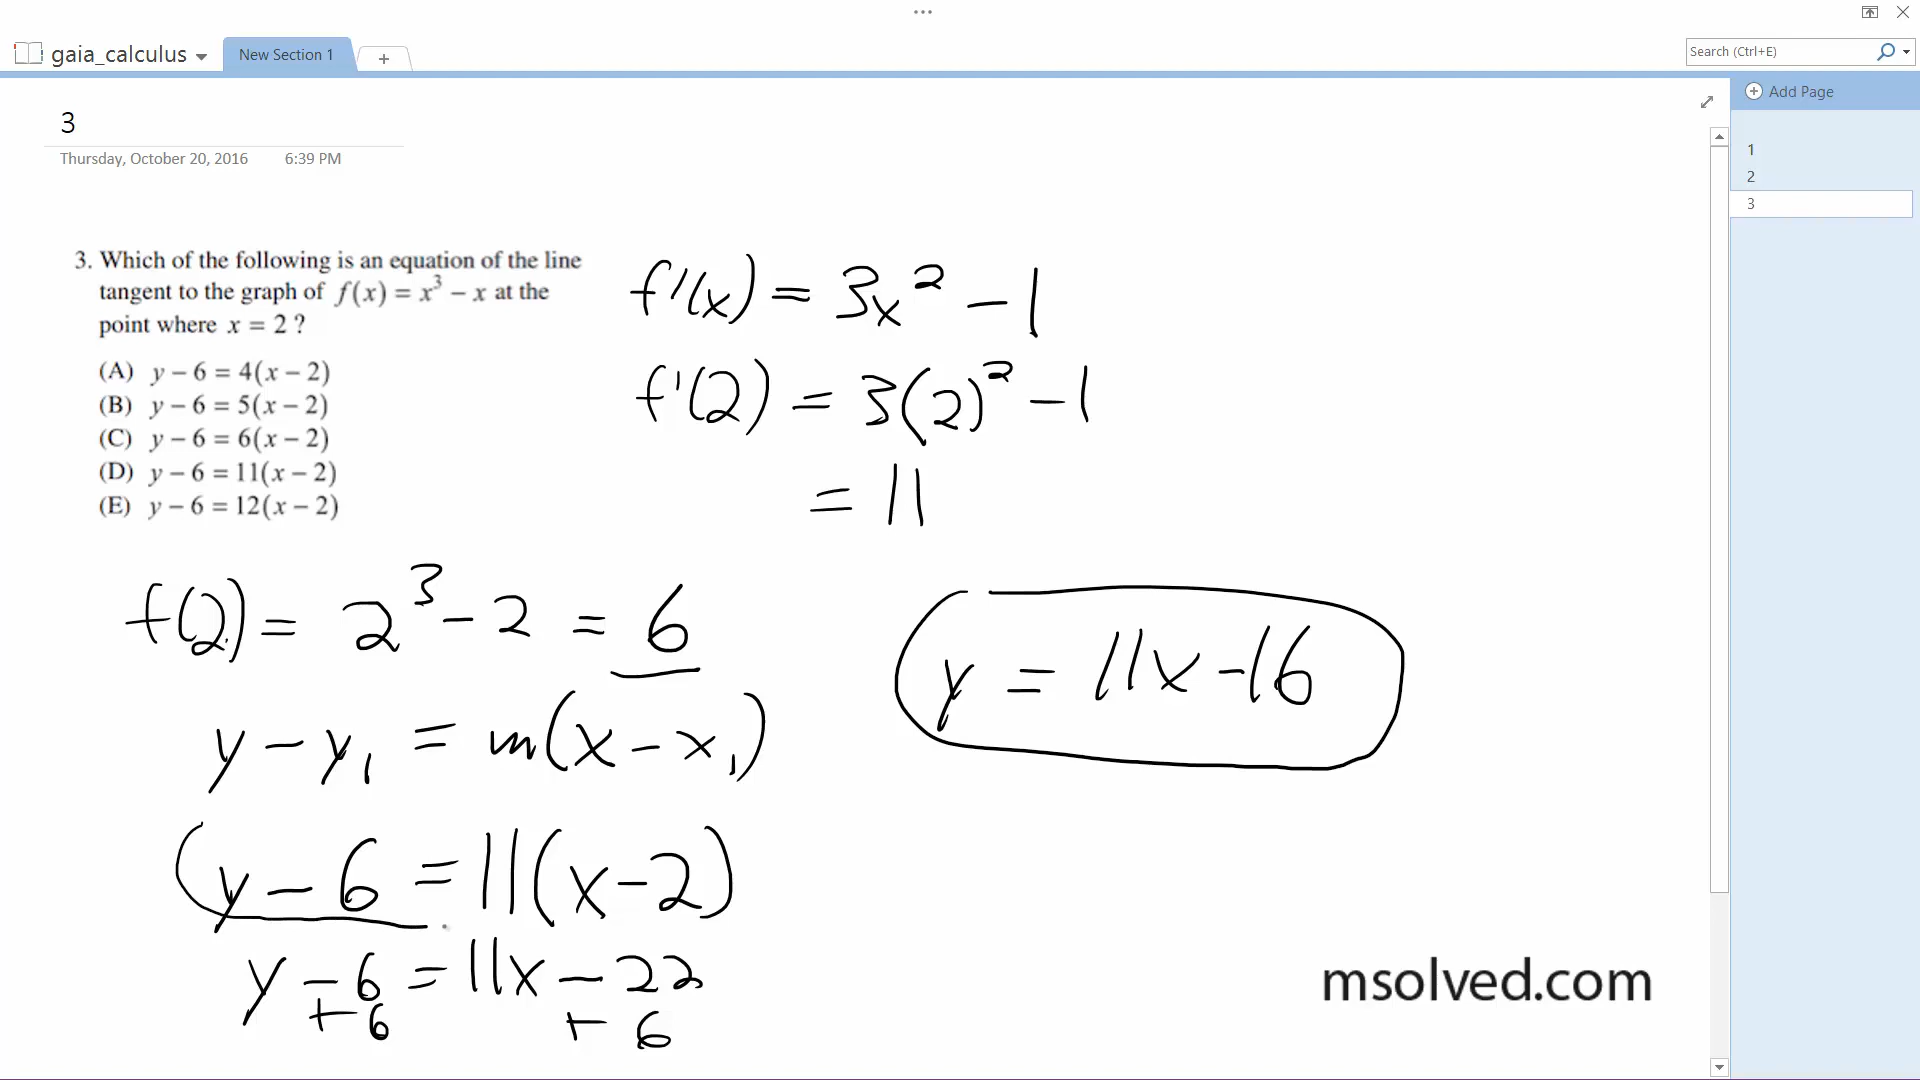 ...
gaia_calculus
New Section 1
+
Search (Ctrl+E)
Add Page
3
Thursday, October 20, 2016 6:39 PM
1
2
3
3. Which of the following is an equation of the line
tangent to the graph of f(x) = x³ – x at the
point where x = 2 ?
(A) y – 6 = 4(x – 2)
(B) y – 6 = 5(x – 2)
(C) y – 6 = 6(x – 2)
(D) y – 6 = 11(x – 2)
(E) y – 6 = 12(x – 2)
f'(x) = 3x² – 1
f'(2) = 3(2)² – 1
= 11
f(2) = 2³ – 2 = 6
y – y₁ = m(x – x₁)
y – 6 = 11(x – 2)
y – 6 = 11x – 22
+ 6 + 6
y = 11x – 16
msolved.com